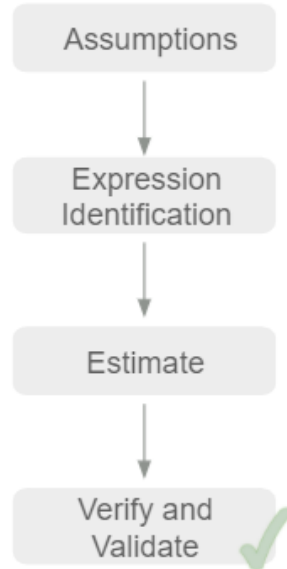 Assumptions
Expression
Identification
Estimate
Verify and
Validate